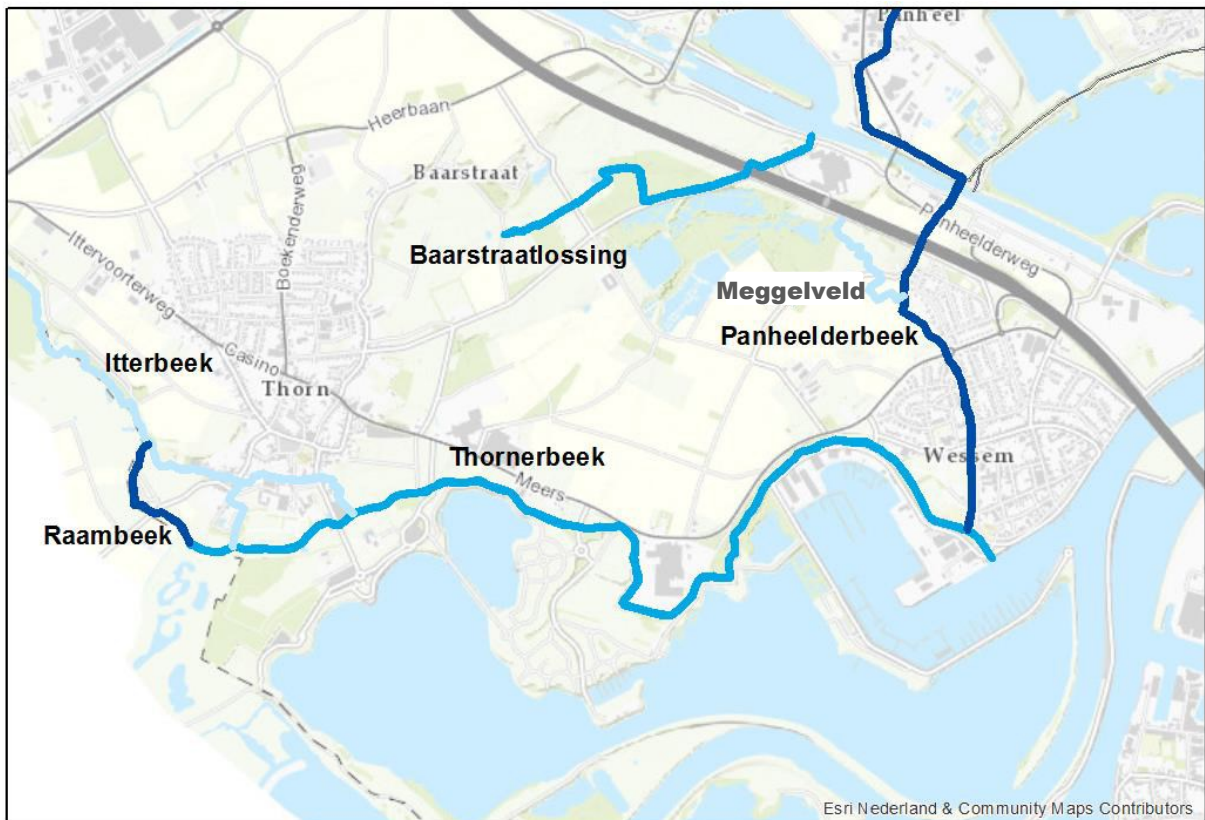 Panheel
Heerbaan
Baarstraat
Boekenderweg
Panheelderweg
Ittervoorterweg
Baarstraatlossing
Meggelveld
Panheelderbeek
Itterbeek
Casino
Thorn
Thornerbeek
Wessem
Meers
Raambeek
Esri Nederland & Community Maps Contributors